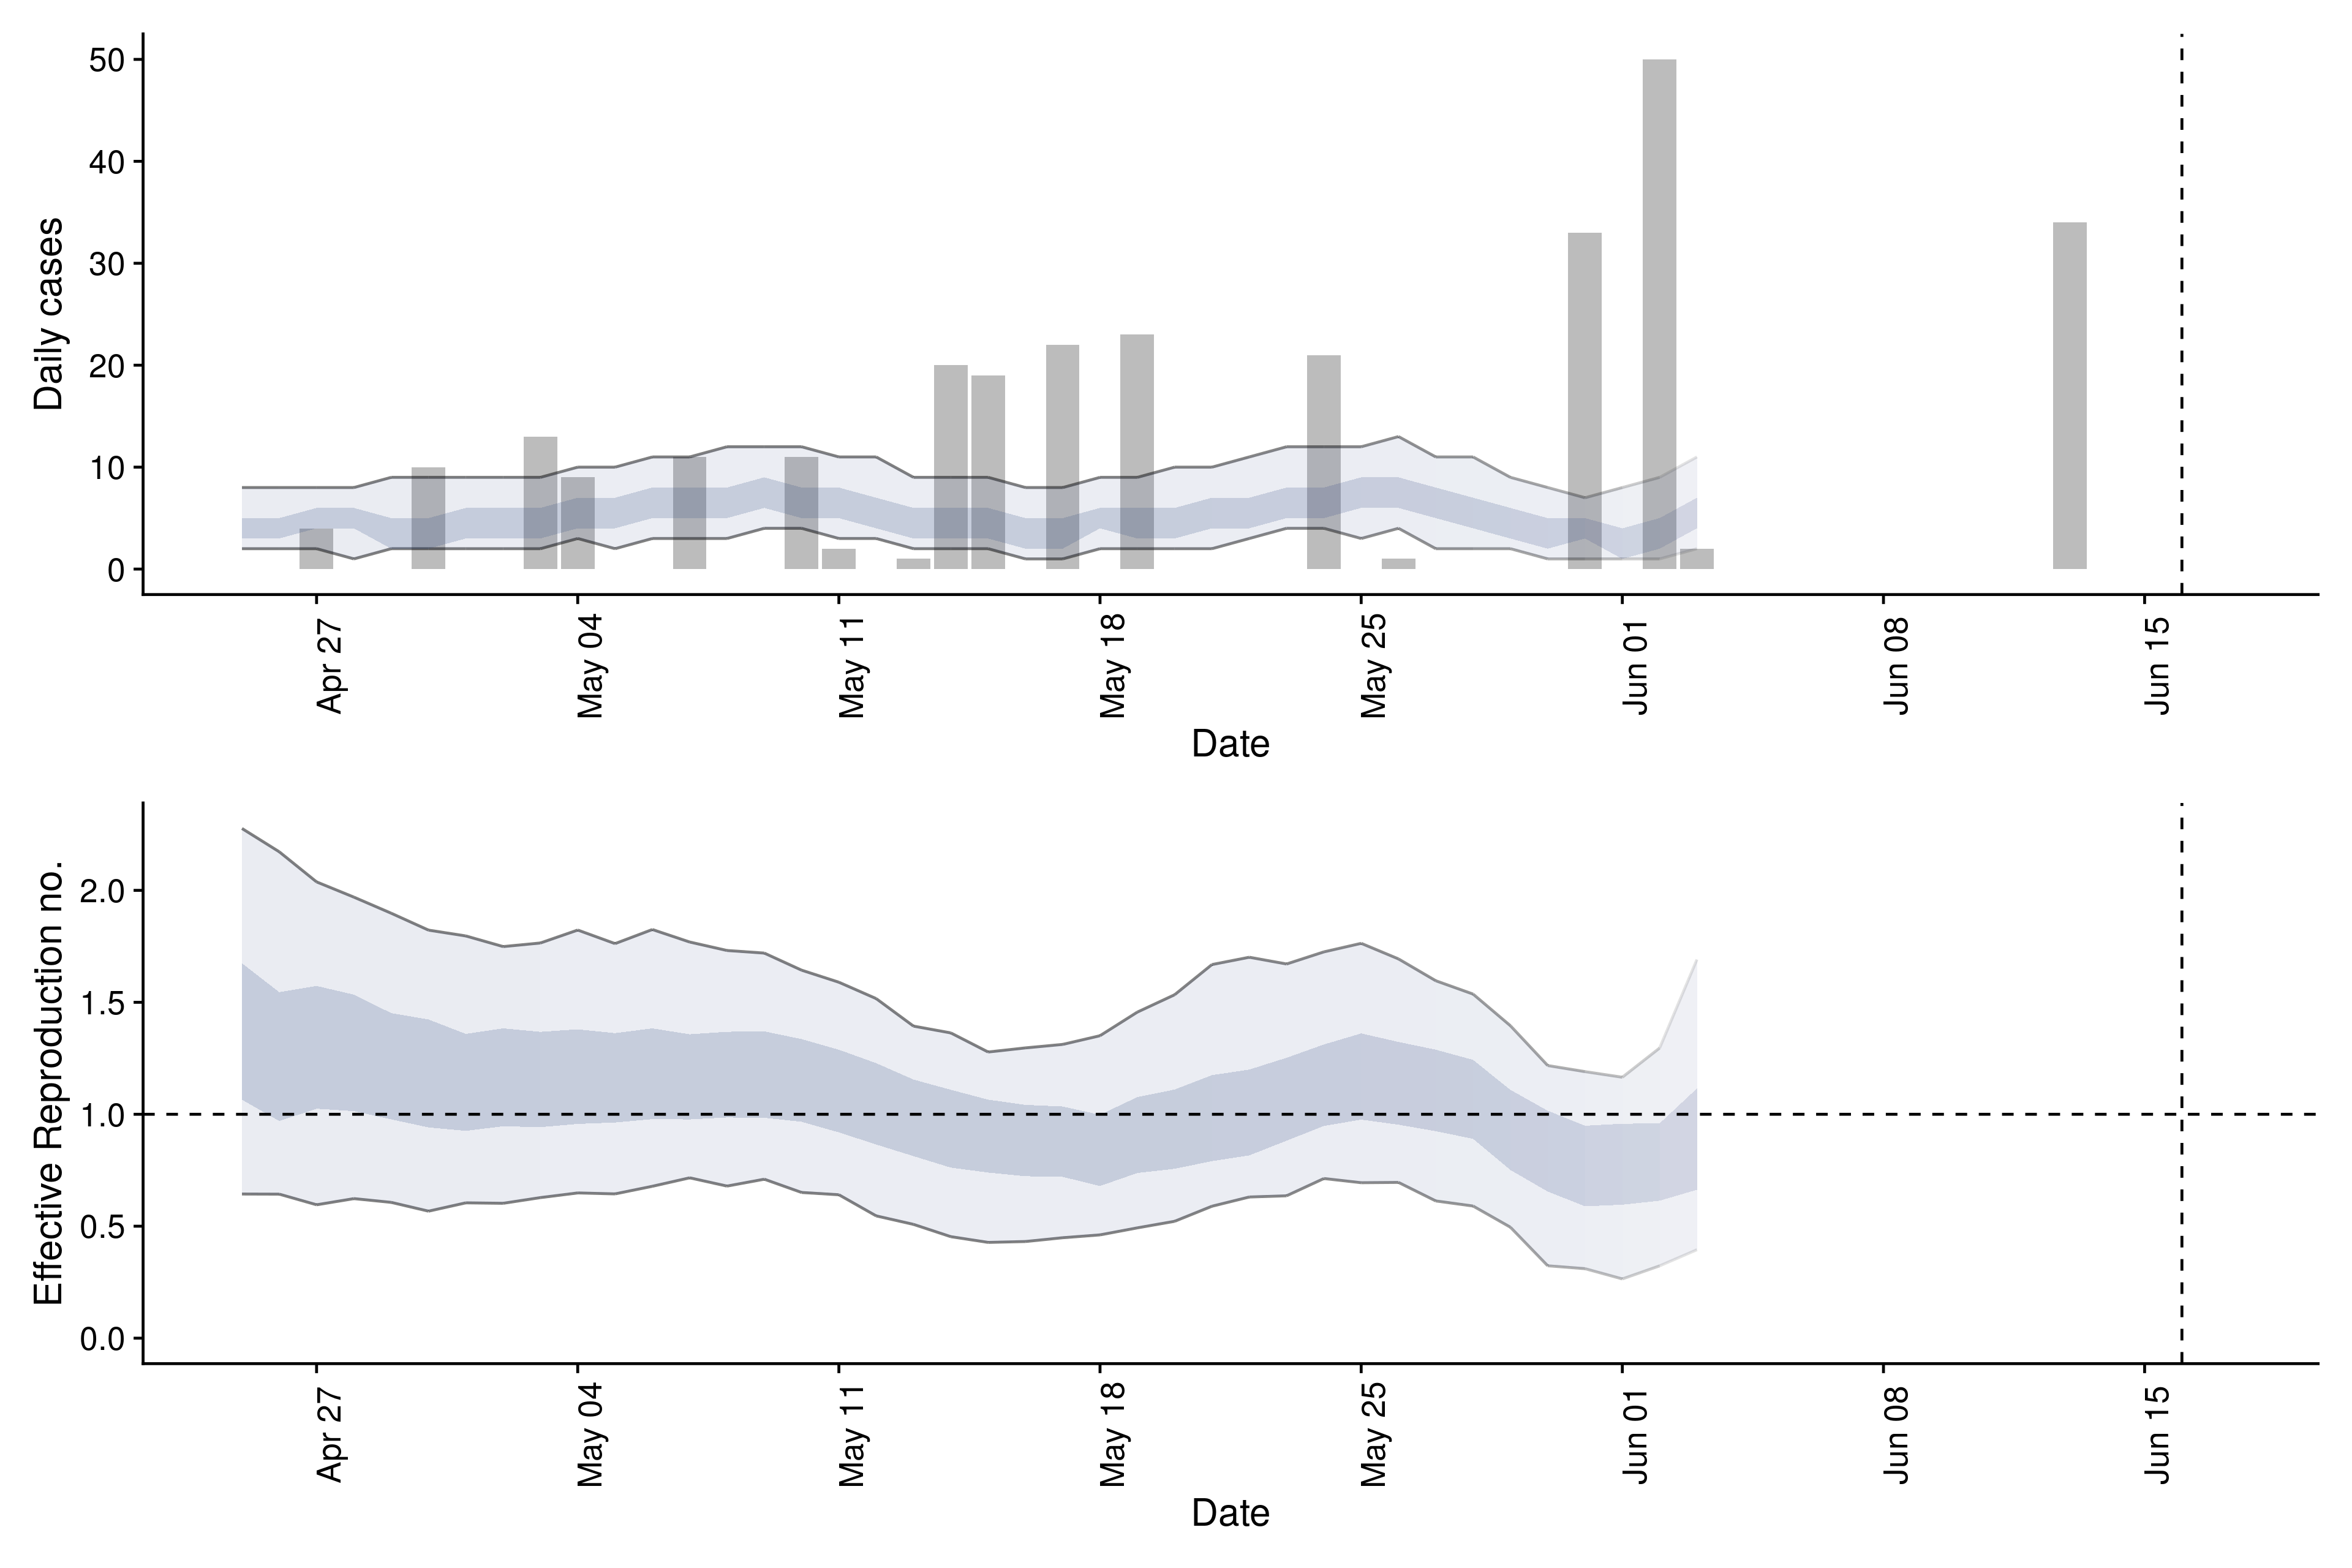 Daily cases
50
40
30
20
10
0
Apr 27
May 04
May 11
May 18
May 25
Jun 01
Jun 08
Jun 15
Date
Effective Reproduction no.
2.0
1.5
1.0
0.5
0.0
Apr 27
May 04
May 11
May 18
May 25
Jun 01
Jun 08
Jun 15
Date